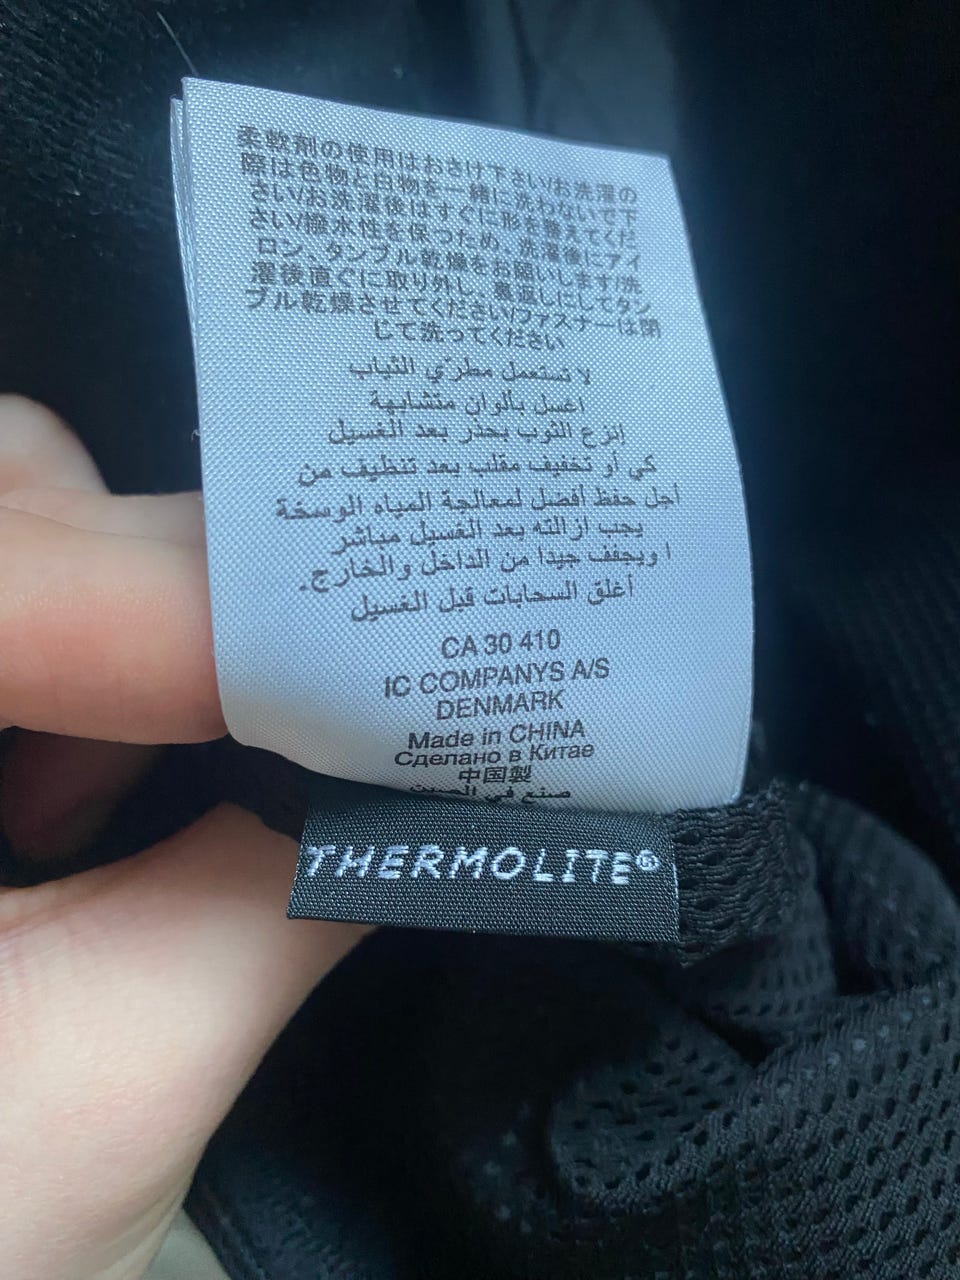 柔軟剤の使用はおさけ下さい/お洗濯の
際は色物と白物を一緒に洗わないで下
さい/お洗濯後はすぐに形を整えてくだ
さい/撥水性を保つため、洗濯後にアイ
ロン、タンブル乾燥をお願いします/洗
濯後直ぐに取り外し、裏返しにしてタン
ブル乾燥させてください/ファスナーは閉
じて洗ってください
لا تستعمل مطرّي الثياب
اغسل بألوان متشابهة
إنزع الثوب بحذر بعد الغسيل
كي أو تخفيف مقلب بعد تنظيف من
أجل حفظ أفضل لمعالجة المياه الوسخة
يجب ازالته بعد الغسيل مباشر
ا ويجفف جيدا من الداخل والخارج.
أغلق السحابات قبل الغسيل
CA 30 410
IC COMPANYS A/S
DENMARK
Made in CHINA
Сделано в Китае
中国製
صنع في الصين
THERMOLITE®